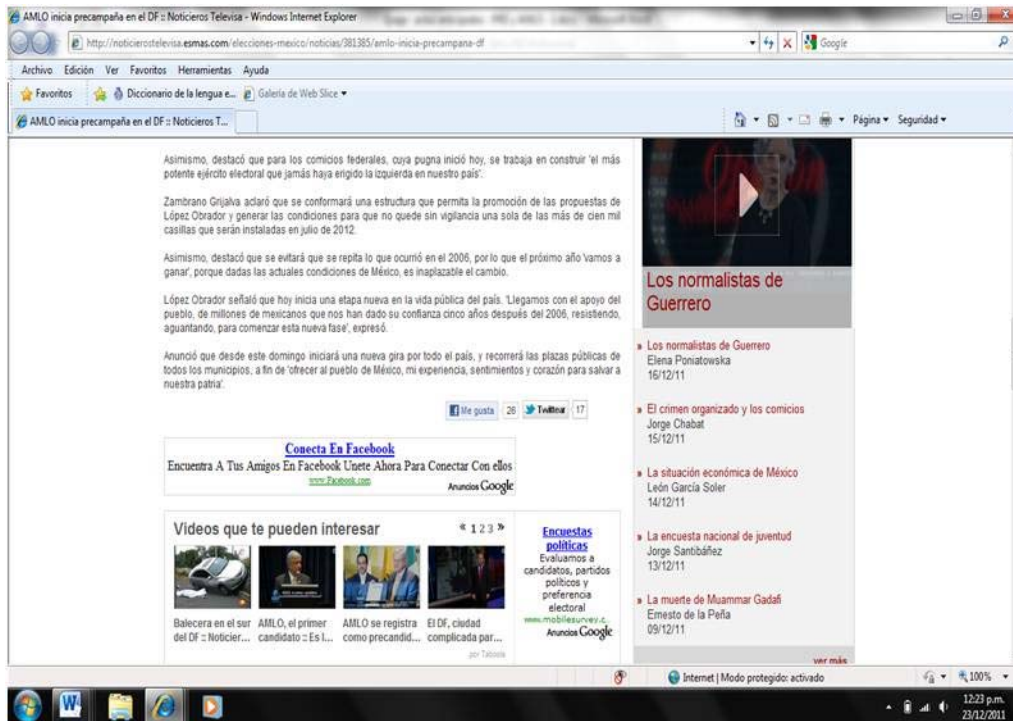 AMLO inicia precampaña en el DF :: Noticieros Televisa - Windows Internet Explorer
http://noticierostelevisa.esmas.com/elecciones-mexico/noticias/381385/amlo-inicia-precampana-df
Google
Archivo Edición Ver Favoritos Herramientas Ayuda
Favoritos Diccionario de la lengua e... Galería de Web Slice
AMLO inicia precampaña en el DF :: Noticieros T...
Página Seguridad
Asimismo, destacó que para los comicios federales, cuya pugna inició hoy, se trabaja en construir 'el más
potente ejército electoral que jamás haya erigido la izquierda en nuestro país'.
Zambrano Grijalva aclaró que se conformará una estructura que permita la promoción de las propuestas de
López Obrador y generar las condiciones para que no quede sin vigilancia una sola de las más de cien mil
casillas que serán instaladas en julio de 2012.
Asimismo, destacó que se evitará que se repita lo que ocurrió en el 2006, por lo que el próximo año 'vamos a
ganar', porque dadas las actuales condiciones de México, es inaplazable el cambio.
López Obrador señaló que hoy inicia una etapa nueva en la vida pública del país. 'Llegamos con el apoyo del
pueblo, de millones de mexicanos que nos han dado su confianza cinco años después del 2006, resistiendo,
aguantando, para comenzar esta nueva fase', expresó.
Anunció que desde este domingo iniciará una nueva gira por todo el país, y recorrerá las plazas públicas de
todos los municipios, a fin de 'ofrecer al pueblo de México, mi experiencia, sentimientos y corazón para salvar a
nuestra patria'.
Me gusta 26 Twittear 17
Conecta En Facebook
Encuentra A Tus Amigos En Facebook Unete Ahora Para Conectar Con ellos
www.Facebook.com
Anuncios Google
Videos que te pueden interesar « 1 2 3 »
Balecera en el sur
del DF :: Noticier...
AMLO, el primer
candidato :: Es l...
AMLO se registra
como precandid...
El DF, ciudad
complicada par...
por Taboola
Encuestas
políticas
Evaluamos a
candidatos, partidos
políticos y
preferencia
electoral
www.mobilesurvey.c...
Anuncios Google
Los normalistas de
Guerrero
» Los normalistas de Guerrero
Elena Poniatowska
16/12/11
» El crimen organizado y los comicios
Jorge Chabat
15/12/11
» La situación económica de México
León García Soler
14/12/11
» La encuesta nacional de juventud
Jorge Santibáñez
13/12/11
» La muerte de Muammar Gadafi
Ernesto de la Peña
09/12/11
ver más
Internet | Modo protegido: activado
100%
12:23 p.m.
23/12/2011